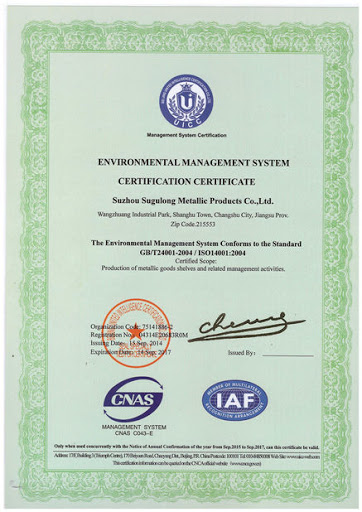 UICC
Management System Certification
ENVIRONMENTAL MANAGEMENT SYSTEM
CERTIFICATION CERTIFICATE
Suzhou Sugulong Metallic Products Co.,Ltd.
Wangzhuang Industrial Park, Shanghu Town, Changshu City, Jiangsu Prov.
Zip Code.215553
The Environmental Management System Conforms to the Standard
GB/T24001-2004 / ISO14001:2004
Certified Scope:
Production of metallic goods shelves and related management activities.
Organization Code: 75141886-2
Registration No.: 04314E20683R0M
Issuing Date: 15 Sep. 2014
Expiration Date: 14 Sep. 2017
Issued By:
CNAS
MANAGEMENT SYSTEM
CNAS C043-E
MEMBER OF MULTILATERAL
RECOGNITION ARRANGEMENT
IAF
Only when used concurrently with the Notice of Annual Confirmation of the year from Sep.2015 to Sep.2017, can this certificate be valid.
This certification information can be queried on the CNCA official website (www.cnca.gov.cn)